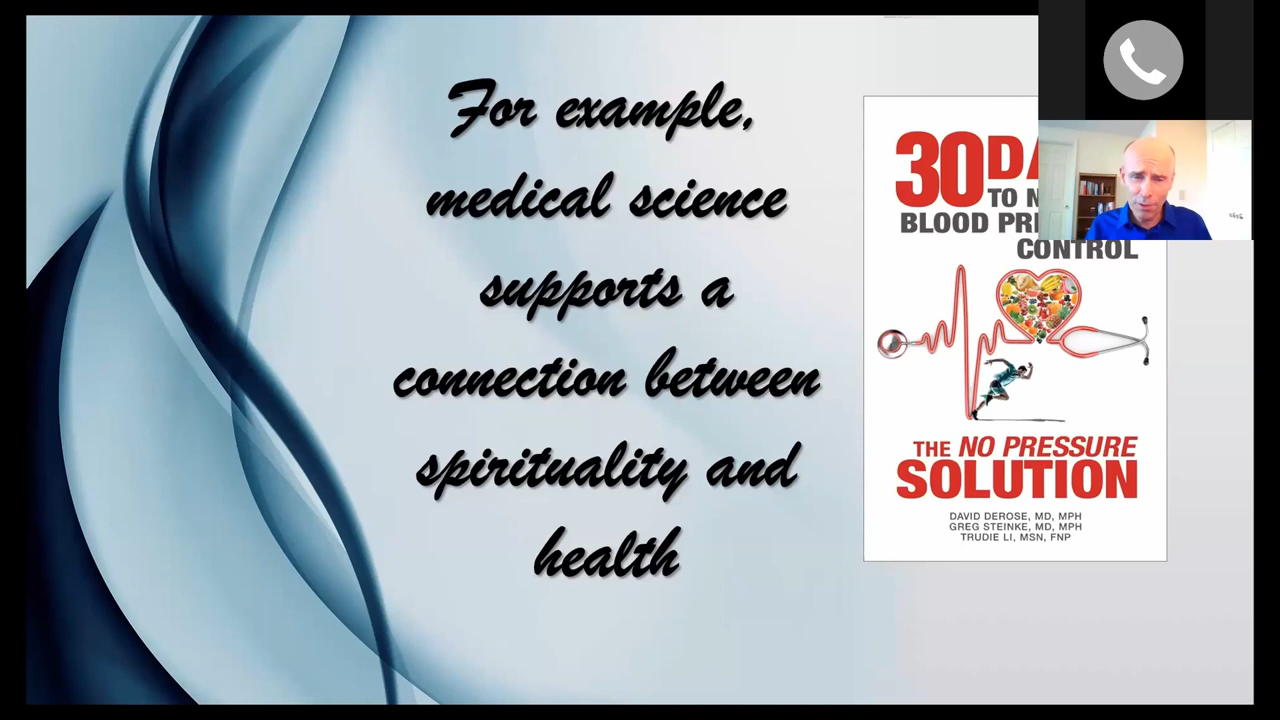 For example,
medical science
supports a
connection between
spirituality and
health
30
TO
BLOOD
CONTROL
THE NO PRESSURE
SOLUTION
DAVID DEROSE, MD, MPH
GREG STEINKE, MD, MPH
TRUDIE LI, MSN, FNP